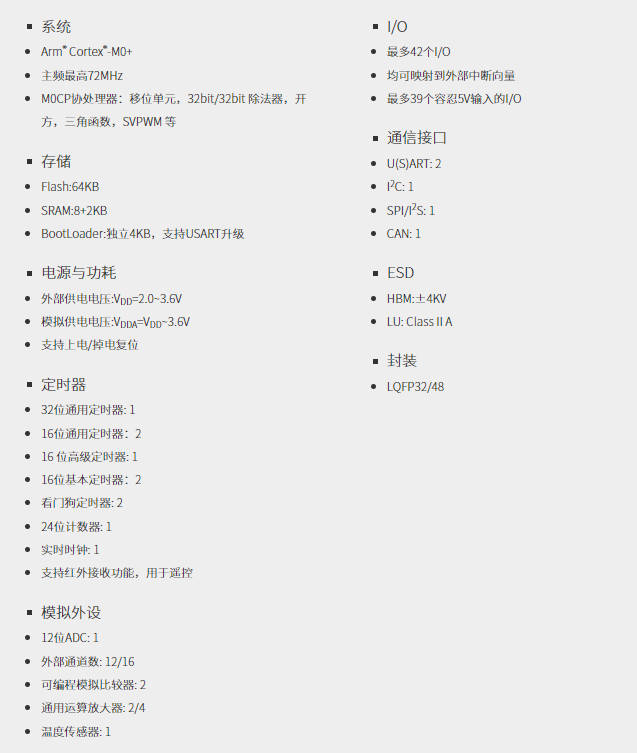 系统
Arm® Cortex®-M0+
主频最高72MHz
M0CP协处理器：移位单元，32bit/32bit 除法器，开
方，三角函数，SVPWM 等
存储
Flash:64KB
SRAM:8+2KB
BootLoader:独立4KB，支持USART升级
电源与功耗
外部供电电压:VDD=2.0~3.6V
模拟供电电压:VDDA=VDD~3.6V
支持上电/掉电复位
定时器
32位通用定时器: 1
16位通用定时器：2
16 位高级定时器: 1
16位基本定时器：2
看门狗定时器: 2
24位计数器: 1
实时时钟: 1
支持红外接收功能，用于遥控
模拟外设
12位ADC: 1
外部通道数: 12/16
可编程模拟比较器: 2
通用运算放大器: 2/4
温度传感器: 1
I/O
最多42个I/O
均可映射到外部中断向量
最多39个容忍5V输入的I/O
通信接口
U(S)ART: 2
I²C: 1
SPI/I²S: 1
CAN: 1
ESD
HBM:±4KV
LU: Class II A
封装
LQFP32/48